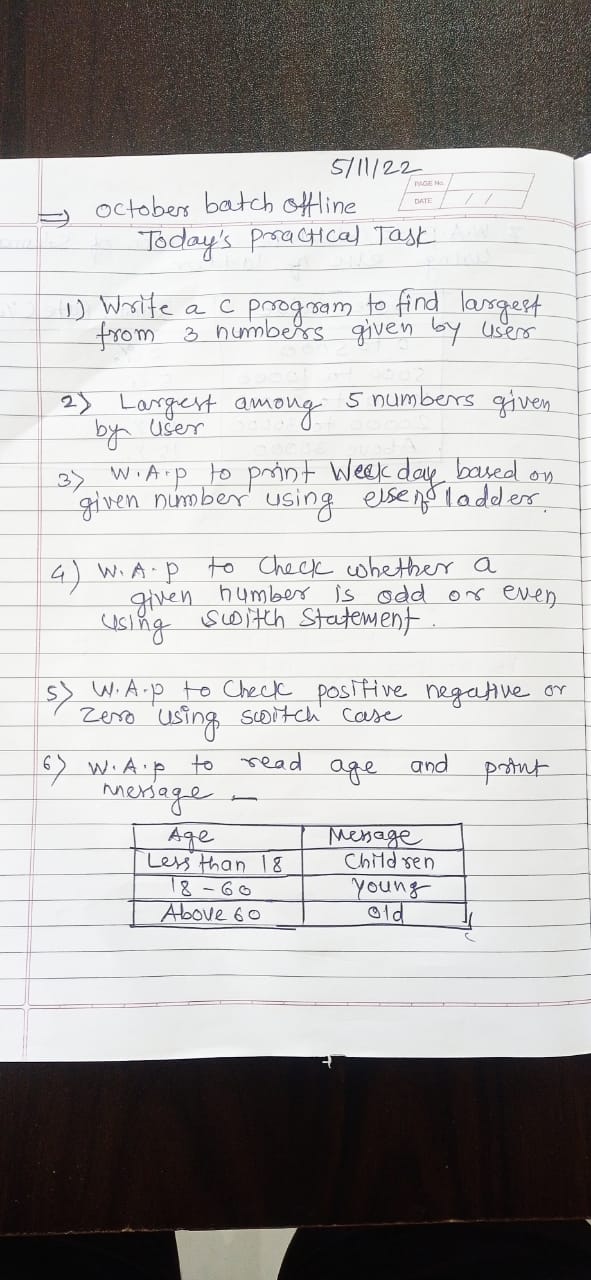 5/11/22
PAGE No.
DATE / /
⇒ October batch offline
Today's Practical Task
1) Write a C program to find largest
from 3 numbers given by user
2) Largest among 5 numbers given
by user
3) W.A.P to print Week day based on
given number using else if ladder.
4) W.A.P to Check whether a
given number is odd or even
using switch Statement.
5) W.A.P to Check positive negative or
Zero using switch case
6) W.A.P to read age and print
message –
Age Message
Less than 18 Children
18 - 60 Young
Above 60 Old